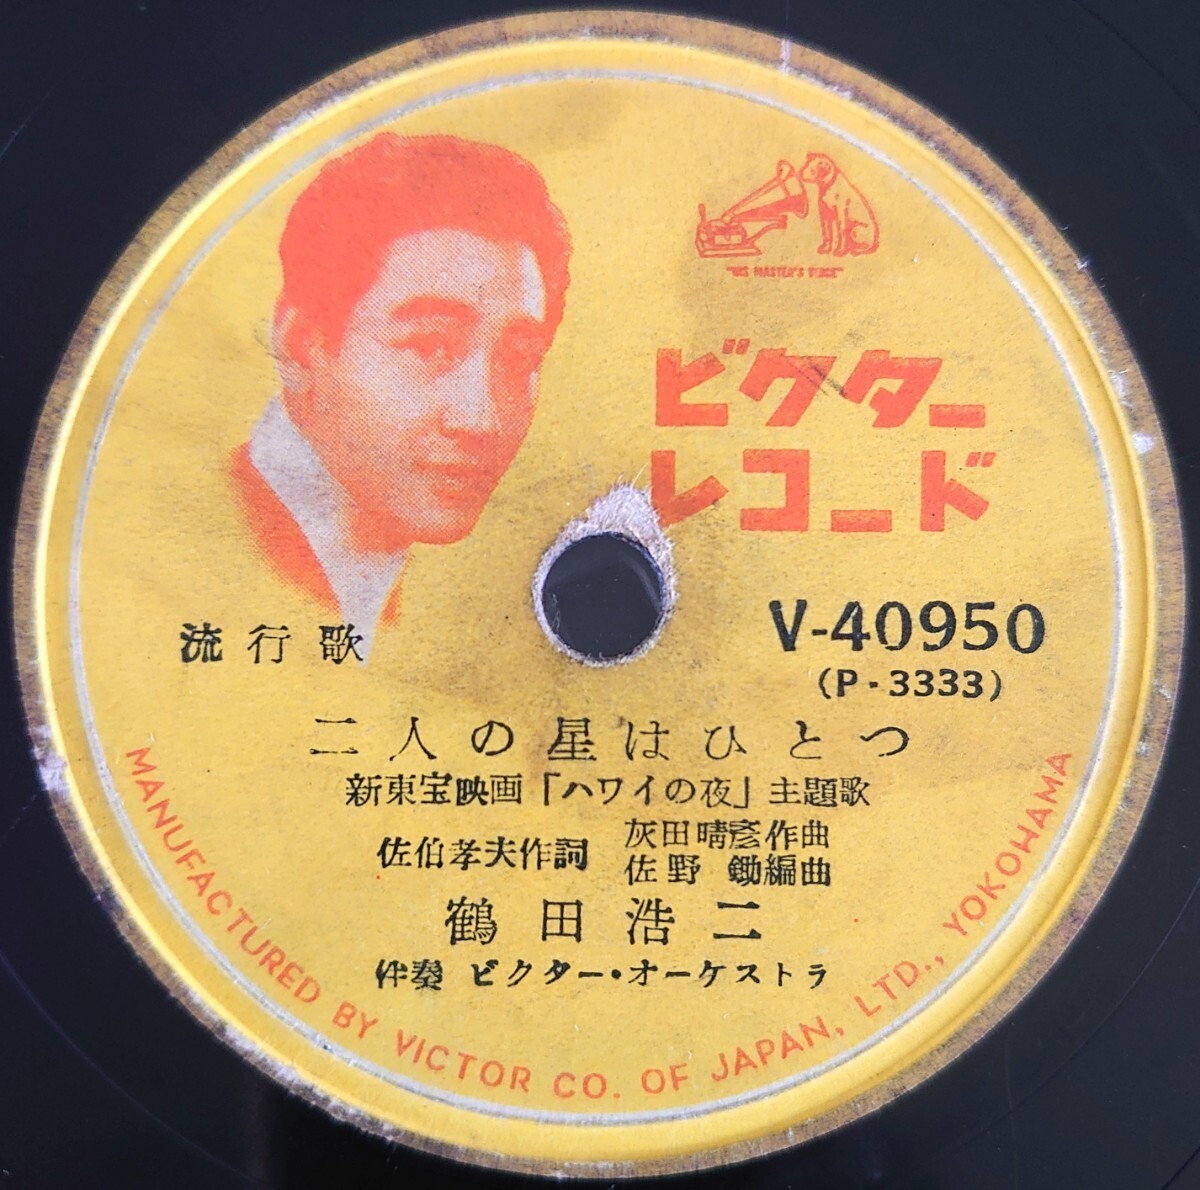 "HIS MASTER'S VOICE"
ビクター
レコード
V-40950
(P・3333)
流行歌
二人の星はひとつ
新東宝映画「ハワイの夜」主題歌
佐伯孝夫作詞
灰田晴彦作曲
佐野 鋤編曲
鶴田浩二
伴奏 ビクター・オーケストラ
MANUFACTURED BY VICTOR CO. OF JAPAN, LTD., YOKOHAMA